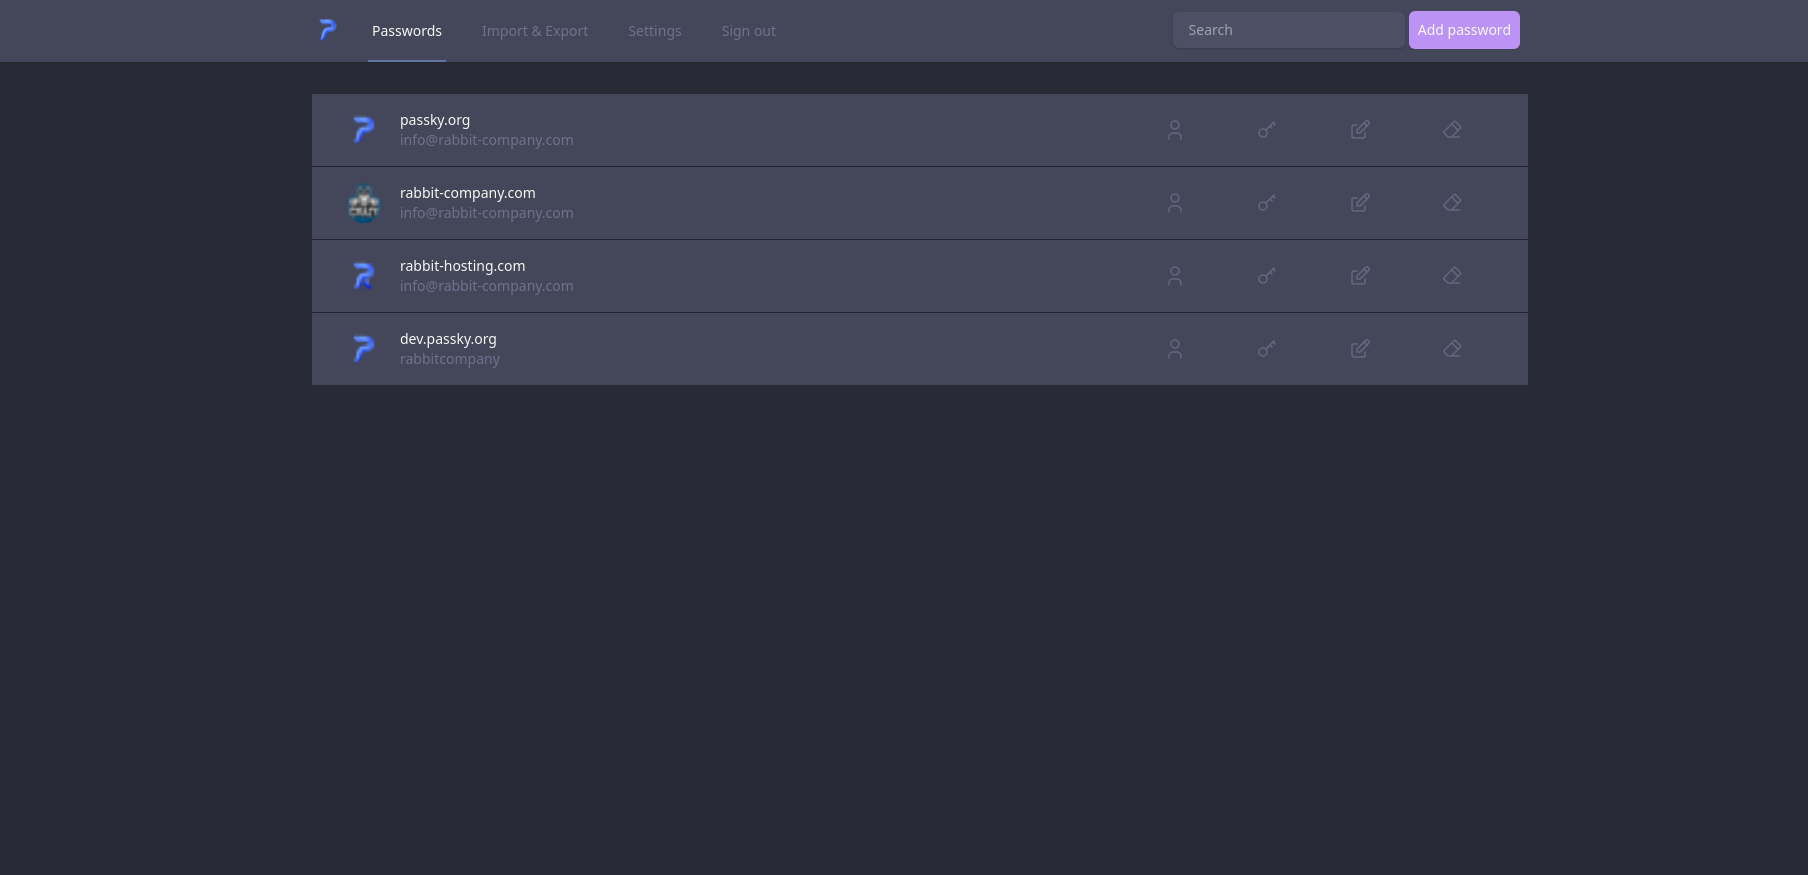 Passwords Import & Export Settings Sign out Search Add password
passky.org
info@rabbit-company.com
rabbit-company.com
info@rabbit-company.com
rabbit-hosting.com
info@rabbit-company.com
dev.passky.org
rabbitcompany